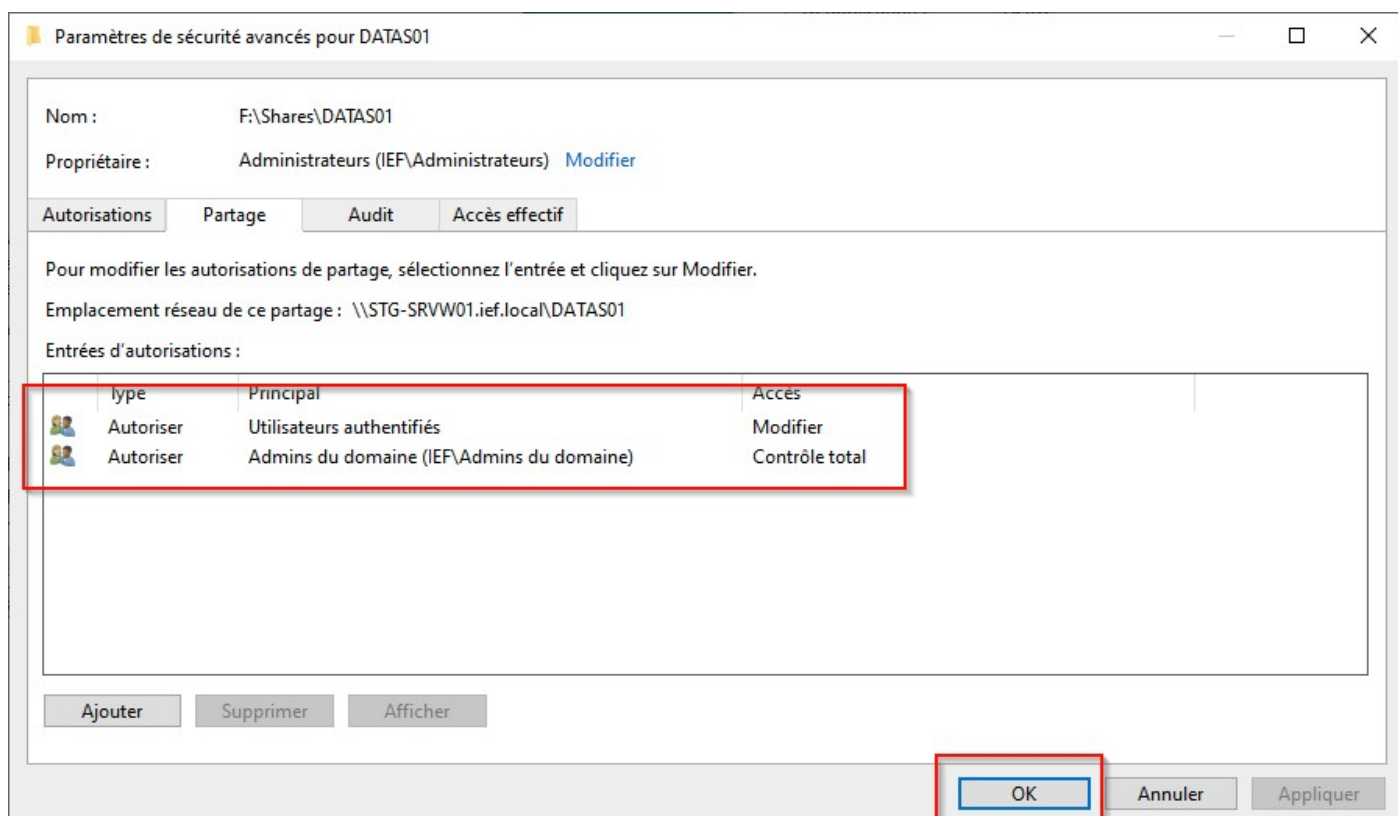 Paramètres de sécurité avancés pour DATAS01
Nom : F:\Shares\DATAS01
Propriétaire : Administrateurs (IEF\Administrateurs) Modifier
Autorisations Partage Audit Accès effectif
Pour modifier les autorisations de partage, sélectionnez l'entrée et cliquez sur Modifier.
Emplacement réseau de ce partage : \\STG-SRVW01.ief.local\DATAS01
Entrées d'autorisations :
Type Principal Accès
Autoriser Utilisateurs authentifiés Modifier
Autoriser Admins du domaine (IEF\Admins du domaine) Contrôle total
Ajouter Supprimer Afficher
OK Annuler Appliquer